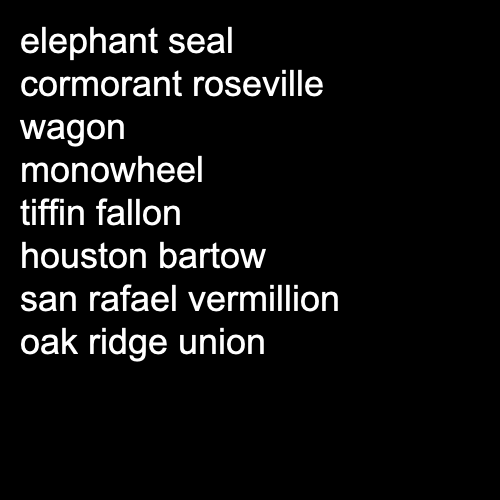 elephant seal
cormorant roseville
wagon
monowheel
tiffin fallon
houston bartow
san rafael vermillion
oak ridge union